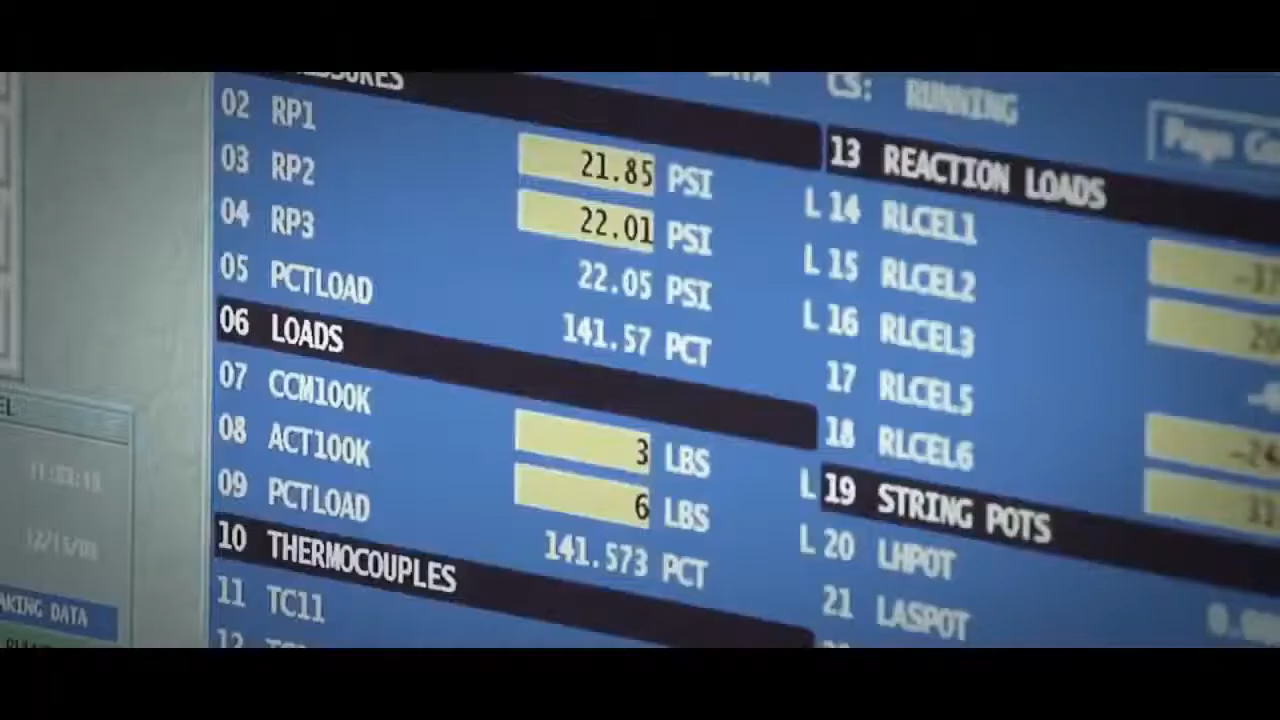 CS: RUNNING
02 RP1 21.85 PSI
03 RP2 22.01 PSI
04 RP3 22.05 PSI
05 PCTLOAD 141.57 PCT
06 LOADS
07 CCM100K 3 LBS
08 ACT100K 6 LBS
09 PCTLOAD 141.573 PCT
10 THERMOCOUPLES
11 TC11
12
13 REACTION LOADS
L 14 RLCEL1
L 15 RLCEL2
L 16 RLCEL3
17 RLCEL5
18 RLCEL6
L 19 STRING POTS
L 20 LHPOT
21 LASPOT
DATA